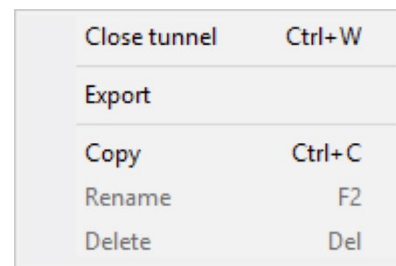 Close tunnel Ctrl+W
Export
Copy Ctrl+C
Rename F2
Delete Del